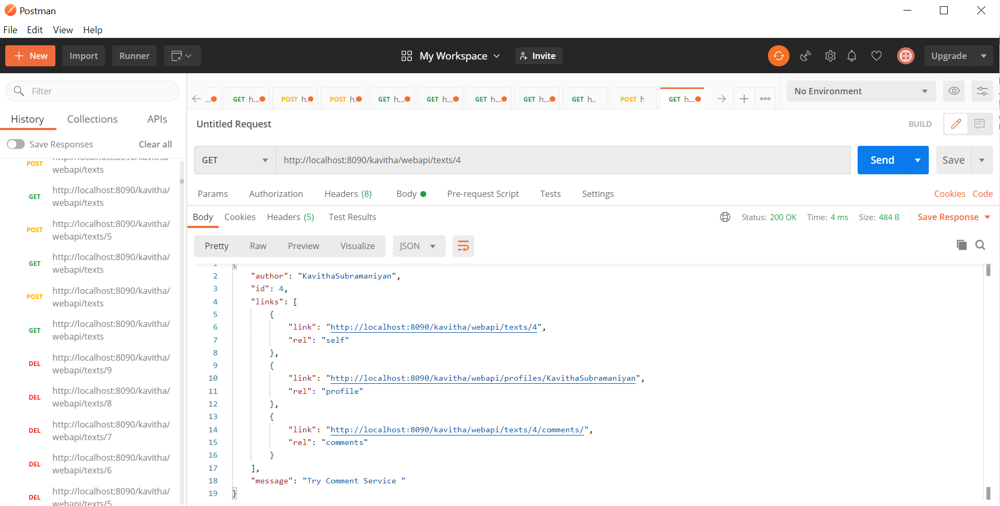 Postman
File Edit View Help
New Import Runner My Workspace Invite Upgrade
Filter
History Collections APIs
Save Responses Clear all
POST http://localhost:8090/kavitha/
webapi/texts
GET http://localhost:8090/kavitha/
webapi/texts
POST http://localhost:8090/kavitha/
webapi/texts/5
GET http://localhost:8090/kavitha/
webapi/texts
POST http://localhost:8090/kavitha/
webapi/texts
GET http://localhost:8090/kavitha/
webapi/texts
DEL http://localhost:8090/kavitha/
webapi/texts/9
DEL http://localhost:8090/kavitha/
webapi/texts/8
DEL http://localhost:8090/kavitha/
webapi/texts/7
DEL http://localhost:8090/kavitha/
webapi/texts/6
DEL http://localhost:8090/kavitha/
webapi/texts/5
... GET h... POST h. POST h. GET h... GET h... GET h... GET h... GET h.. POST h GET h... No Environment
Untitled Request BUILD
GET http://localhost:8090/kavitha/webapi/texts/4 Send Save
Params Authorization Headers (8) Body Pre-request Script Tests Settings Cookies Code
Body Cookies Headers (5) Test Results Status: 200 OK Time: 4 ms Size: 484 B Save Response
Pretty Raw Preview Visualize JSON
1 {
2 "author": "KavithaSubramaniyan",
3 "id": 4,
4 "links": [
5 {
6 "link": "http://localhost:8090/kavitha/webapi/texts/4",
7 "rel": "self"
8 },
9 {
10 "link": "http://localhost:8090/kavitha/webapi/profiles/KavithaSubramaniyan",
11 "rel": "profile"
12 },
13 {
14 "link": "http://localhost:8090/kavitha/webapi/texts/4/comments/",
15 "rel": "comments"
16 }
17 ],
18 "message": "Try Comment Service "
19 }